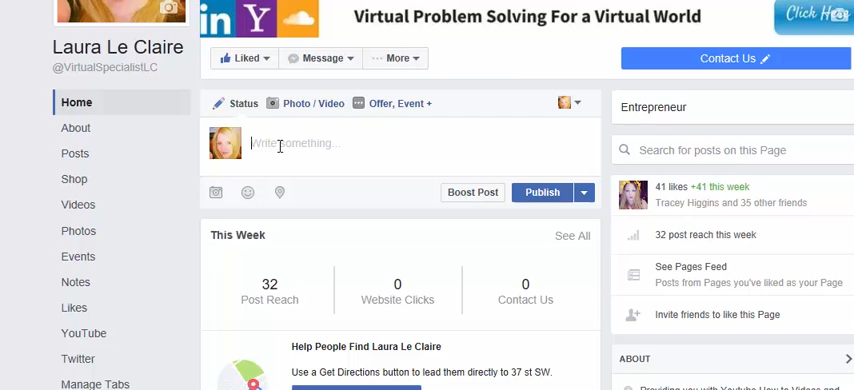 in Y Virtual Problem Solving For a Virtual World
Laura Le Claire
@VirtualSpecialistLC
Liked Message More Contact Us
Home
About
Posts
Shop
Videos
Photos
Events
Notes
Likes
YouTube
Twitter
Manage Tabs
Status Photo / Video Offer, Event +
Write something...
Boost Post Publish
This Week See All
32 0 0
Post Reach Website Clicks Contact Us
Help People Find Laura Le Claire
Use a Get Directions button to lead them directly to 37 st SW.
Entrepreneur
Search for posts on this Page
41 likes +41 this week
Tracey Higgins and 35 other friends
32 post reach this week
See Pages Feed
Posts from Pages you've liked as your Page
Invite friends to like this Page
ABOUT